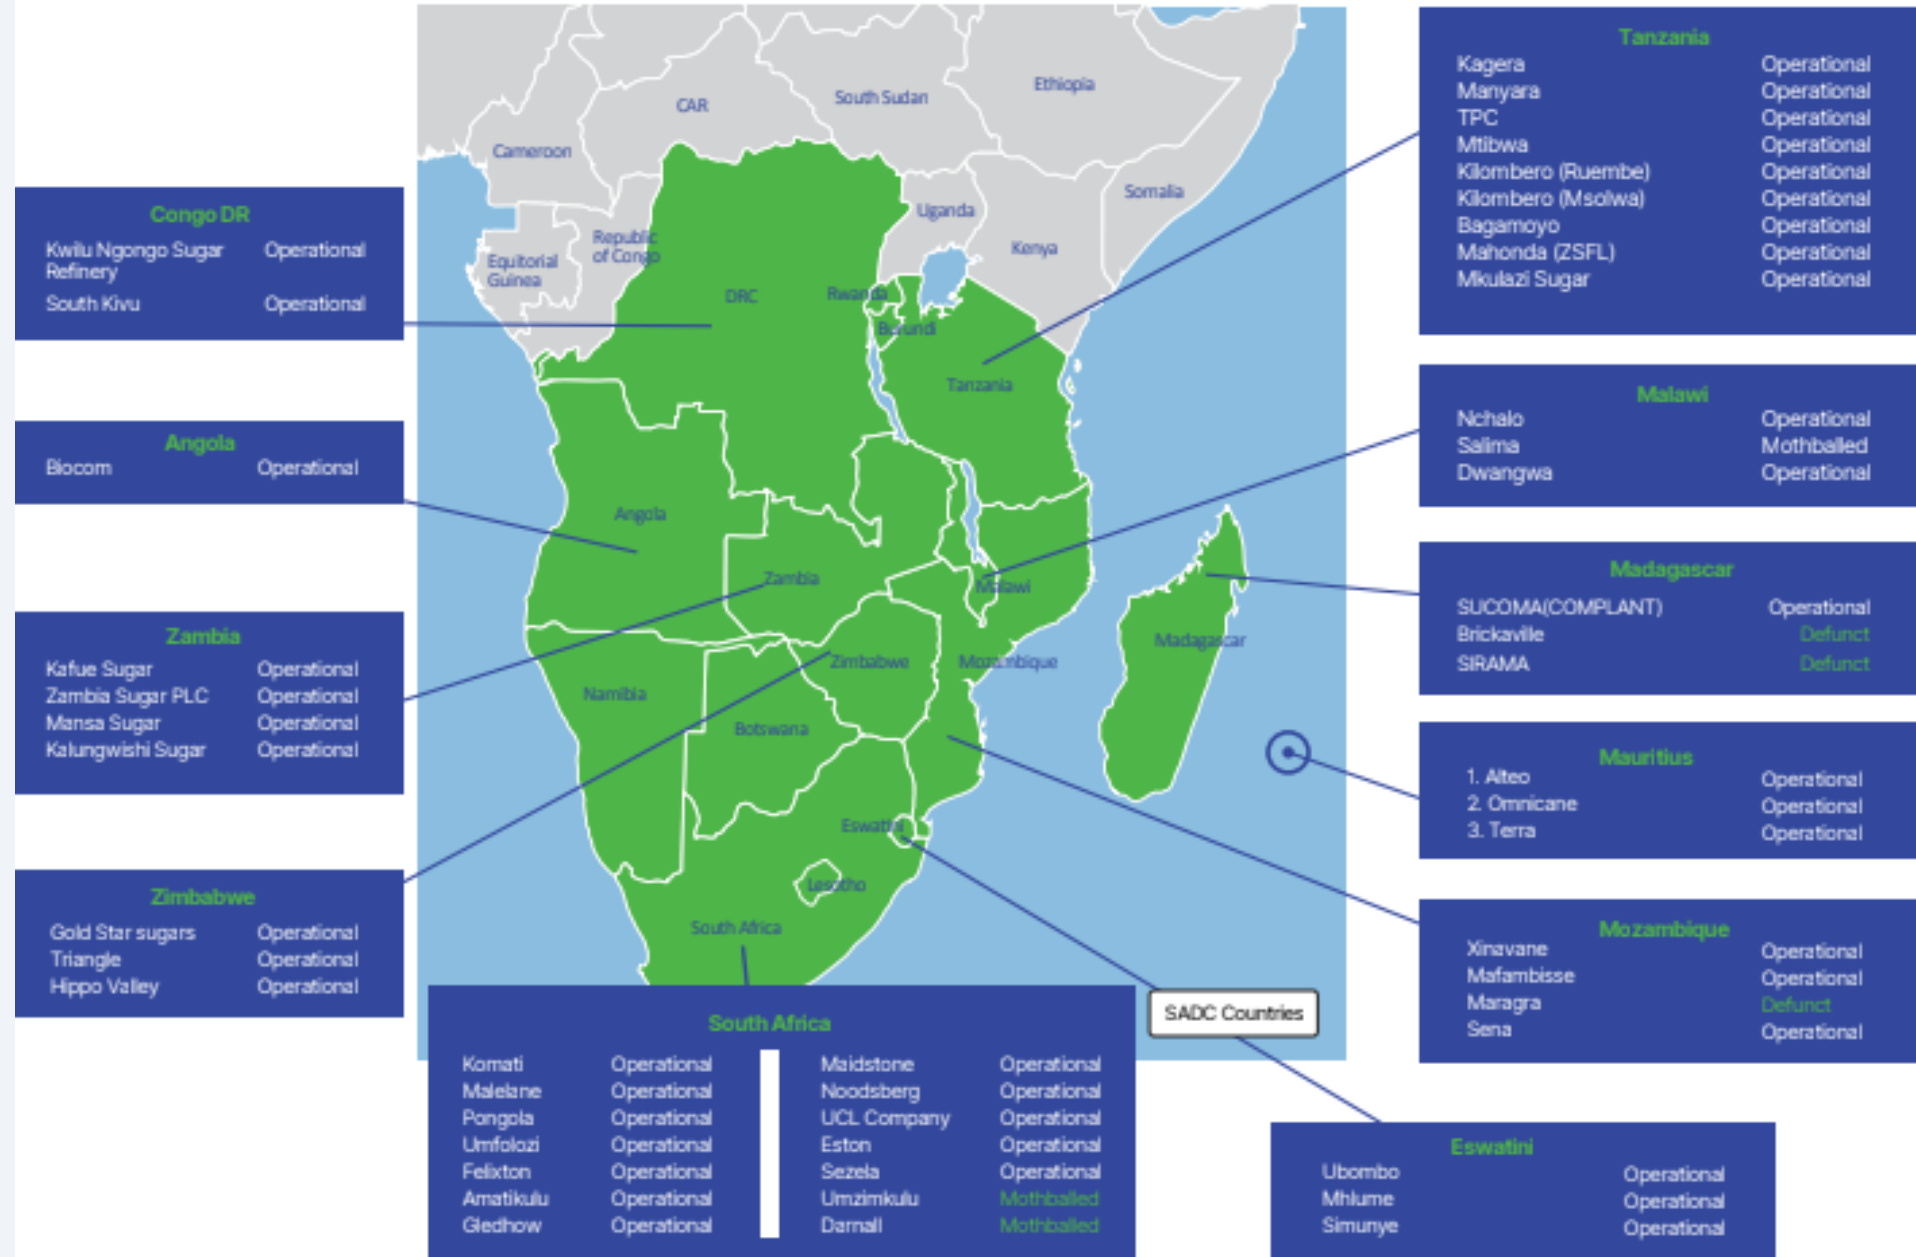 Congo DR
Kwilu Ngongo Sugar Refinery Operational
South Kivu Operational
Angola
Biocom Operational
Zambia
Kafue Sugar Operational
Zambia Sugar PLC Operational
Mansa Sugar Operational
Kalungwishi Sugar Operational
Zimbabwe
Gold Star sugars Operational
Triangle Operational
Hippo Valley Operational
CAR
South Sudan
Ethiopia
Cameroon
Somalia
Uganda
Republic
of Congo
Kenya
Equitorial
Guinea
DRC
Rwanda
Burundi
Tanzania
Angola
Zambia
Malawi
Madagascar
Zimbabwe
Mozambique
Namibia
Botswana
Eswatini
Lesotho
South Africa
Tanzania
Kagera Operational
Manyara Operational
TPC Operational
Mtibwa Operational
Kilombero (Ruembe) Operational
Kilombero (Msolwa) Operational
Bagamoyo Operational
Mahonda (ZSFL) Operational
Mkulazi Sugar Operational
Malawi
Nchalo Operational
Salima Mothballed
Dwangwa Operational
Madagascar
SUCOMA(COMPLANT) Operational
Brickaville Defunct
SIRAMA Defunct
Mauritius
1. Alteo Operational
2. Omnicane Operational
3. Terra Operational
Mozambique
Xinavane Operational
Mafambisse Operational
Maragra Defunct
Sena Operational
SADC Countries
South Africa
Komati Operational Maidstone Operational
Malelane Operational Noodsberg Operational
Pongola Operational UCL Company Operational
Umfolozi Operational Eston Operational
Felixton Operational Sezela Operational
Amatikulu Operational Umzimkulu Mothballed
Gledhow Operational Darnall Mothballed
Eswatini
Ubombo Operational
Mhlume Operational
Simunye Operational